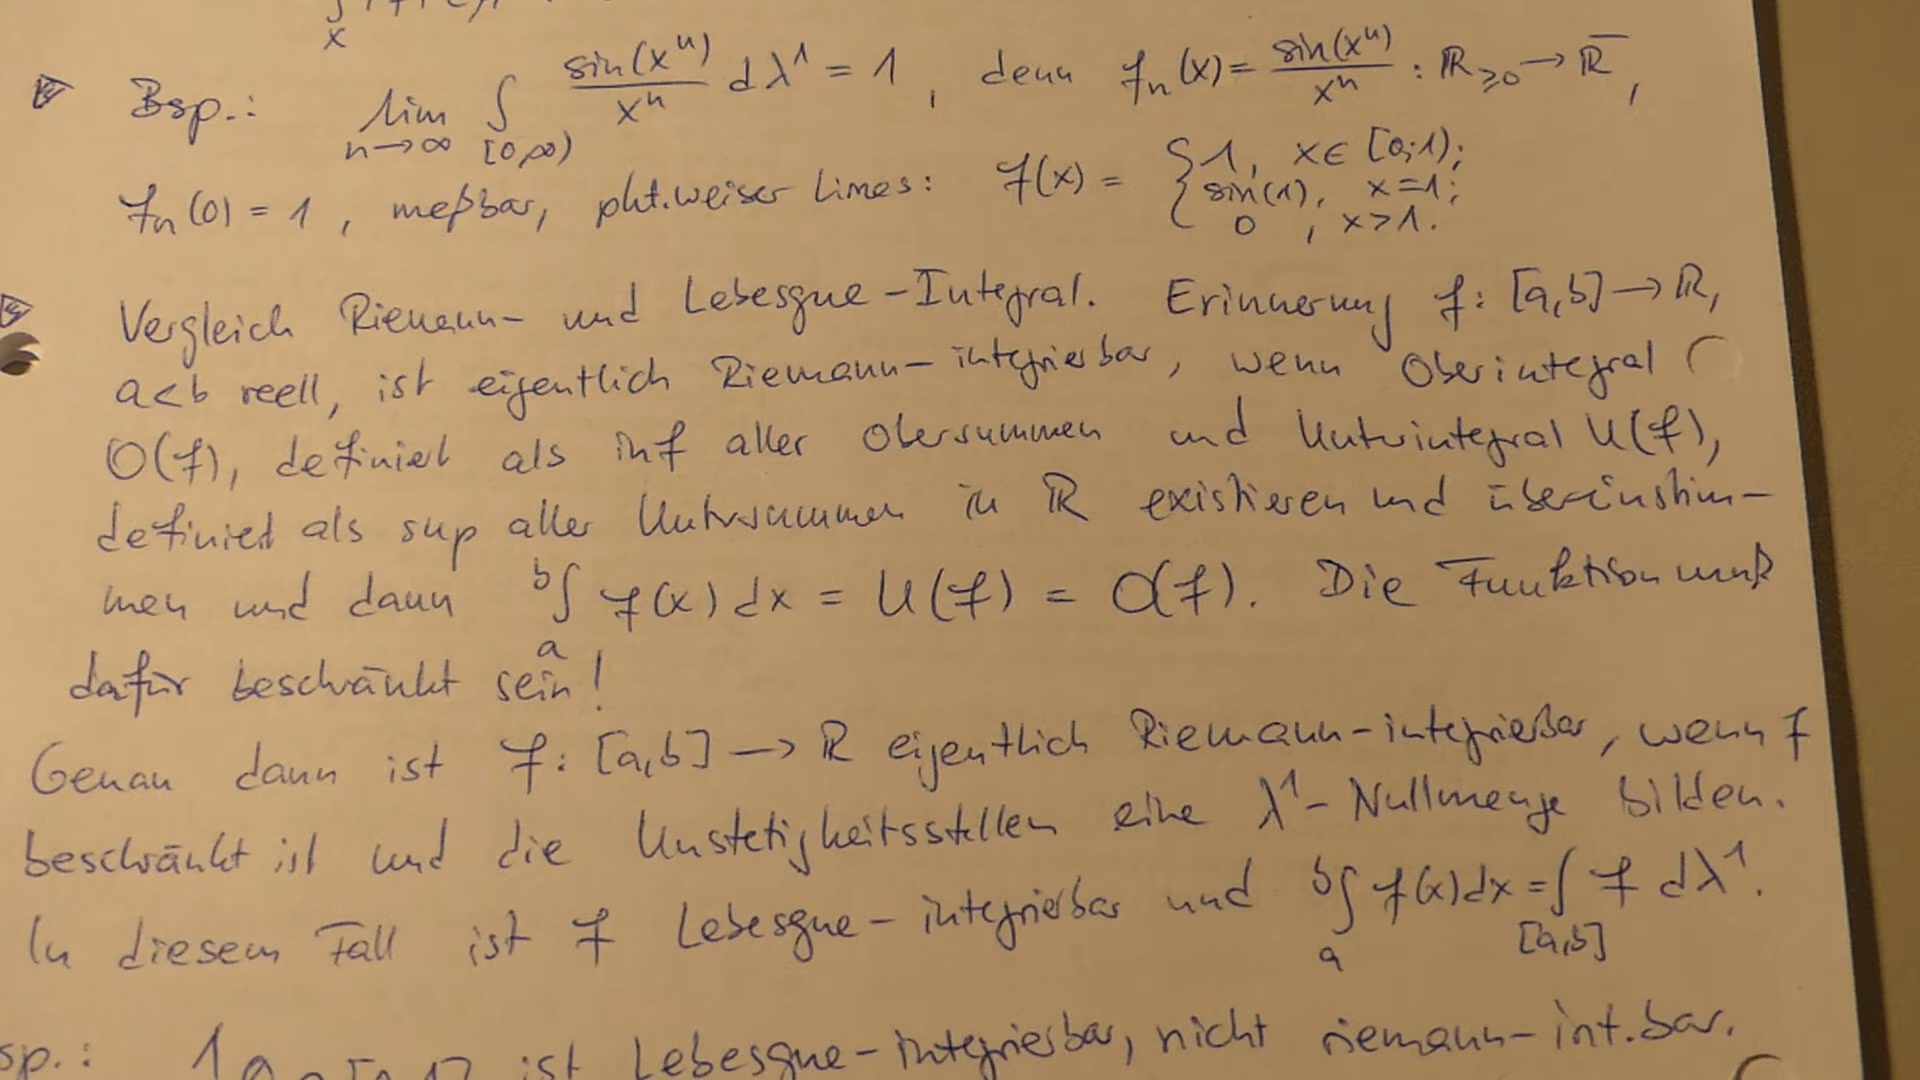 x
Bsp.: lim n→∞ ∫ [0,∞) sin(xⁿ)/xⁿ dλ¹ = 1, denn fₙ(x) = sin(xⁿ)/xⁿ : ℝ≥0 → ℝ̅,
fₙ(0) = 1, meßbar, pkt.weiser Limes: f(x) = { 1, x∈[0;1); sin(1), x=1; 0, x>1.
Vergleich Riemann- und Lebesgue-Integral. Erinnerung f: [a,b] → ℝ,
a<b reell, ist eigentlich Riemann-integrierbar, wenn Oberintegral
O(f), definiert als inf aller Obersummen und Unterintegral U(f),
definiert als sup aller Untersummen in ℝ existieren und übereinstim-
men und dann ᵇ∫ₐ f(x) dx = U(f) = O(f). Die Funktion muß
dafür beschränkt sein!
Genau dann ist f: [a,b] → ℝ eigentlich Riemann-integrierbar, wenn f
beschränkt ist und die Unstetigkeitsstellen eine λ¹-Nullmenge bilden.
In diesem Fall ist f Lebesgue-integrierbar und ᵇ∫ₐ f(x)dx = ∫ [a,b] f dλ¹.
sp.: ist Lebesgue-integrierbar, nicht riemann-int.bar.